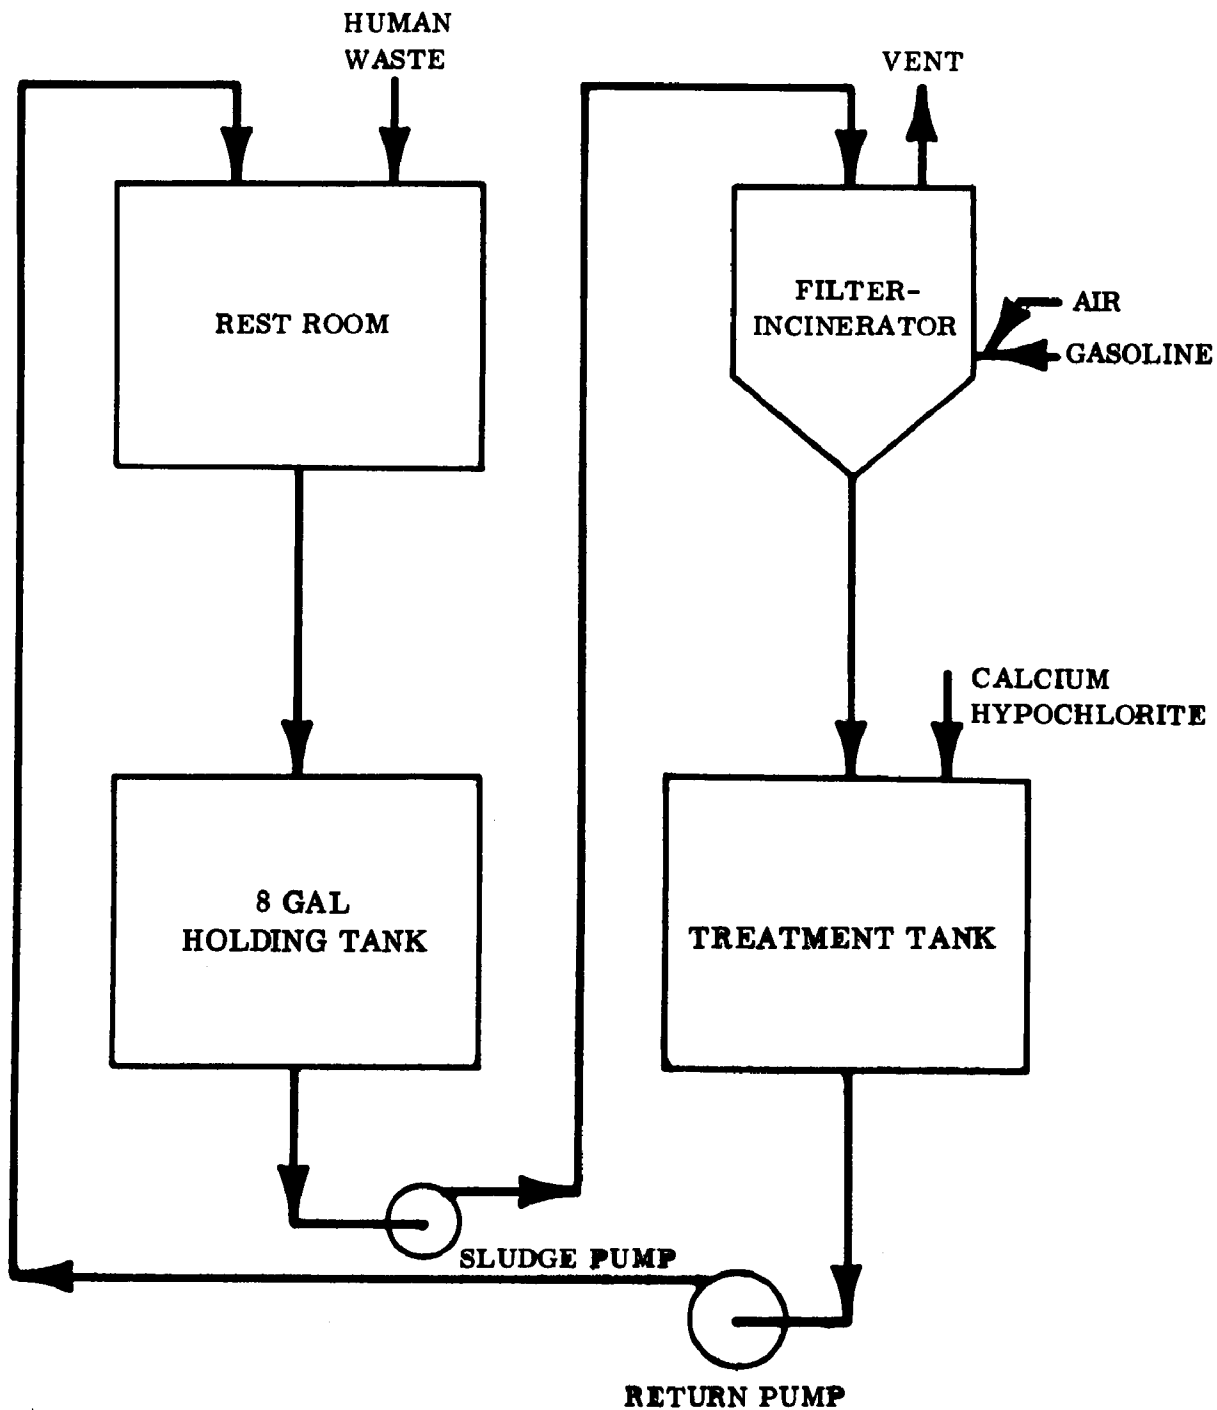 HUMAN
WASTE
VENT
REST ROOM
FILTER-
INCINERATOR
AIR
GASOLINE
CALCIUM
HYPOCHLORITE
8 GAL
HOLDING TANK
TREATMENT TANK
SLUDGE PUMP
RETURN PUMP